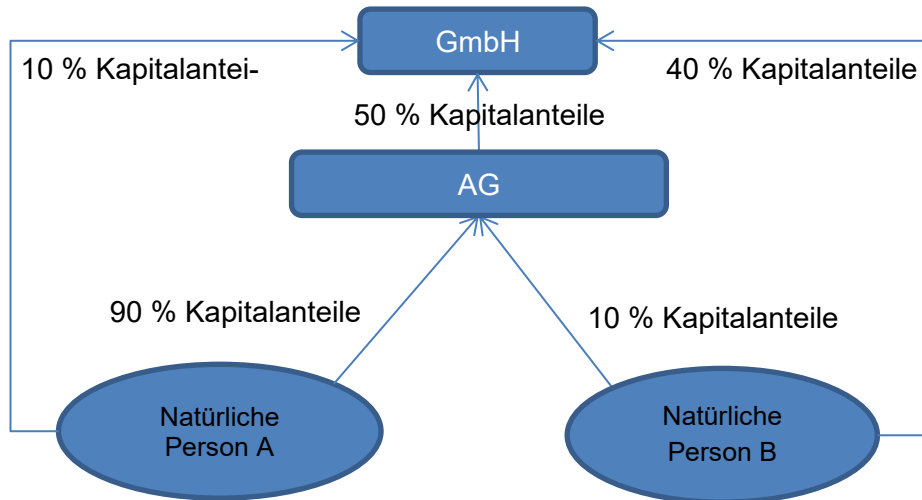 GmbH
10 % Kapitalantei-
40 % Kapitalanteile
50 % Kapitalanteile
AG
90 % Kapitalanteile
10 % Kapitalanteile
Natürliche
Person A
Natürliche
Person B